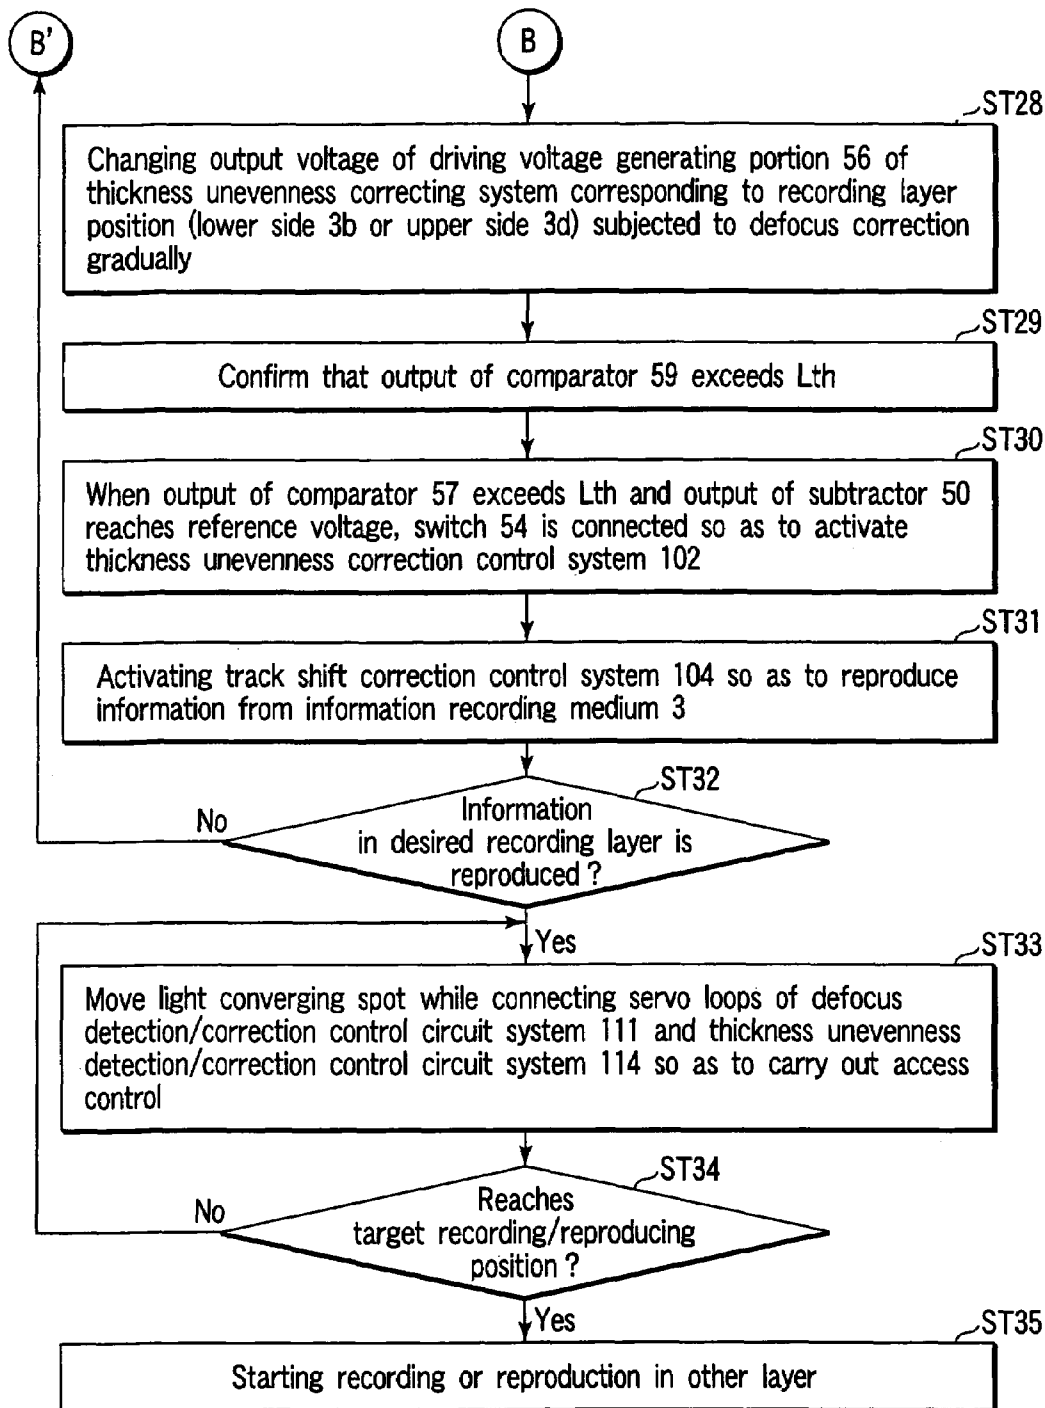 B'
B
ST28
Changing output voltage of driving voltage generating portion 56 of
thickness unevenness correcting system corresponding to recording layer
position (lower side 3b or upper side 3d) subjected to defocus correction
gradually
ST29
Confirm that output of comparator 59 exceeds Lth
ST30
When output of comparator 57 exceeds Lth and output of subtractor 50
reaches reference voltage, switch 54 is connected so as to activate
thickness unevenness correction control system 102
ST31
Activating track shift correction control system 104 so as to reproduce
information from information recording medium 3
ST32
No
Information
in desired recording layer is
reproduced ?
Yes
ST33
Move light converging spot while connecting servo loops of defocus
detection/correction control circuit system 111 and thickness unevenness
detection/correction control circuit system 114 so as to carry out access
control
ST34
No
Reaches
target recording/reproducing
position ?
Yes
ST35
Starting recording or reproduction in other layer